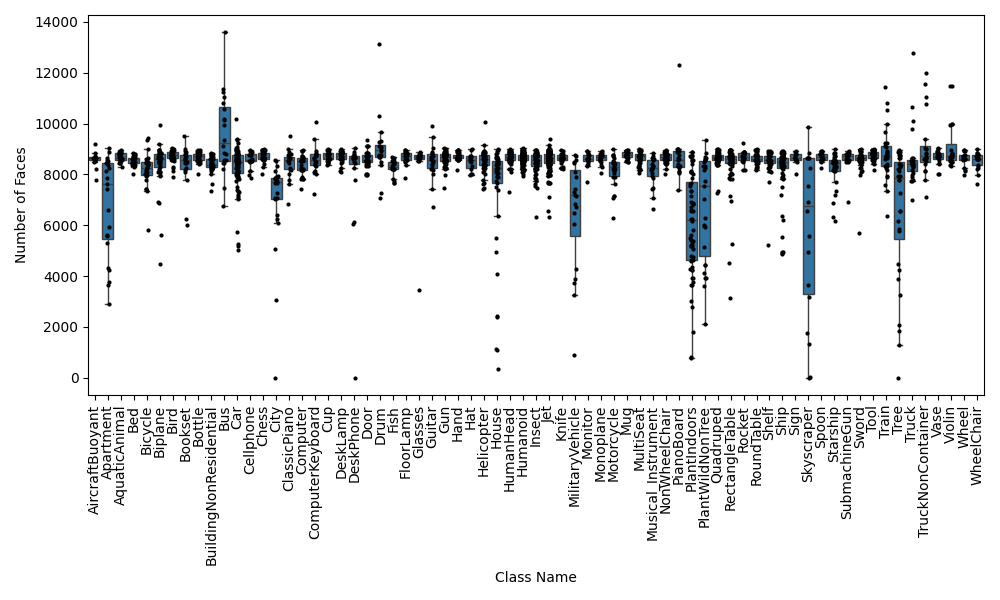 14000
12000
10000
8000
6000
4000
2000
0
Number of Faces
AircraftBuoyant
Apartment
AquaticAnimal
Bed
Bicycle
Biplane
Bird
Bookset
Bottle
BuildingNonResidential
Bus
Car
Cellphone
Chess
City
ClassicPiano
Computer
ComputerKeyboard
Cup
DeskLamp
DeskPhone
Door
Drum
Fish
FloorLamp
Glasses
Guitar
Gun
Hand
Hat
Helicopter
House
HumanHead
Humanoid
Insect
Jet
Knife
MilitaryVehicle
Monitor
Monoplane
Motorcycle
Mug
MultiSeat
Musical_Instrument
NonWheelChair
PianoBoard
PlantIndoors
PlantWildNonTree
Quadruped
RectangleTable
Rocket
RoundTable
Shelf
Ship
Sign
Skyscraper
Spoon
Starship
SubmachineGun
Sword
Tool
Train
Tree
Truck
TruckNonContainer
Vase
Violin
Wheel
WheelChair
Class Name